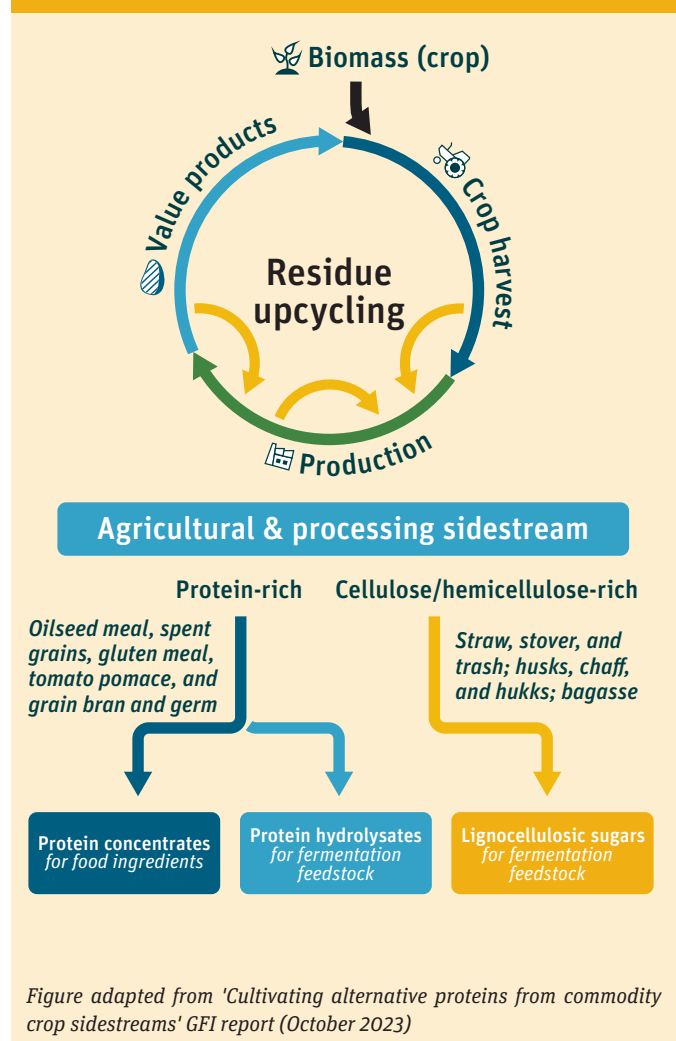 Biomass (crop)
Value products
Crop harvest
Residue
upcycling
Production
Agricultural & processing sidestream
Protein-rich
Cellulose/hemicellulose-rich
Oilseed meal, spent
grains, gluten meal,
tomato pomace, and
grain bran and germ
Straw, stover, and
trash; husks, chaff,
and hukks; bagasse
Protein concentrates
for food ingredients
Protein hydrolysates
for fermentation
feedstock
Lignocellulosic sugars
for fermentation
feedstock
Figure adapted from 'Cultivating alternative proteins from commodity
crop sidestreams' GFI report (October 2023)